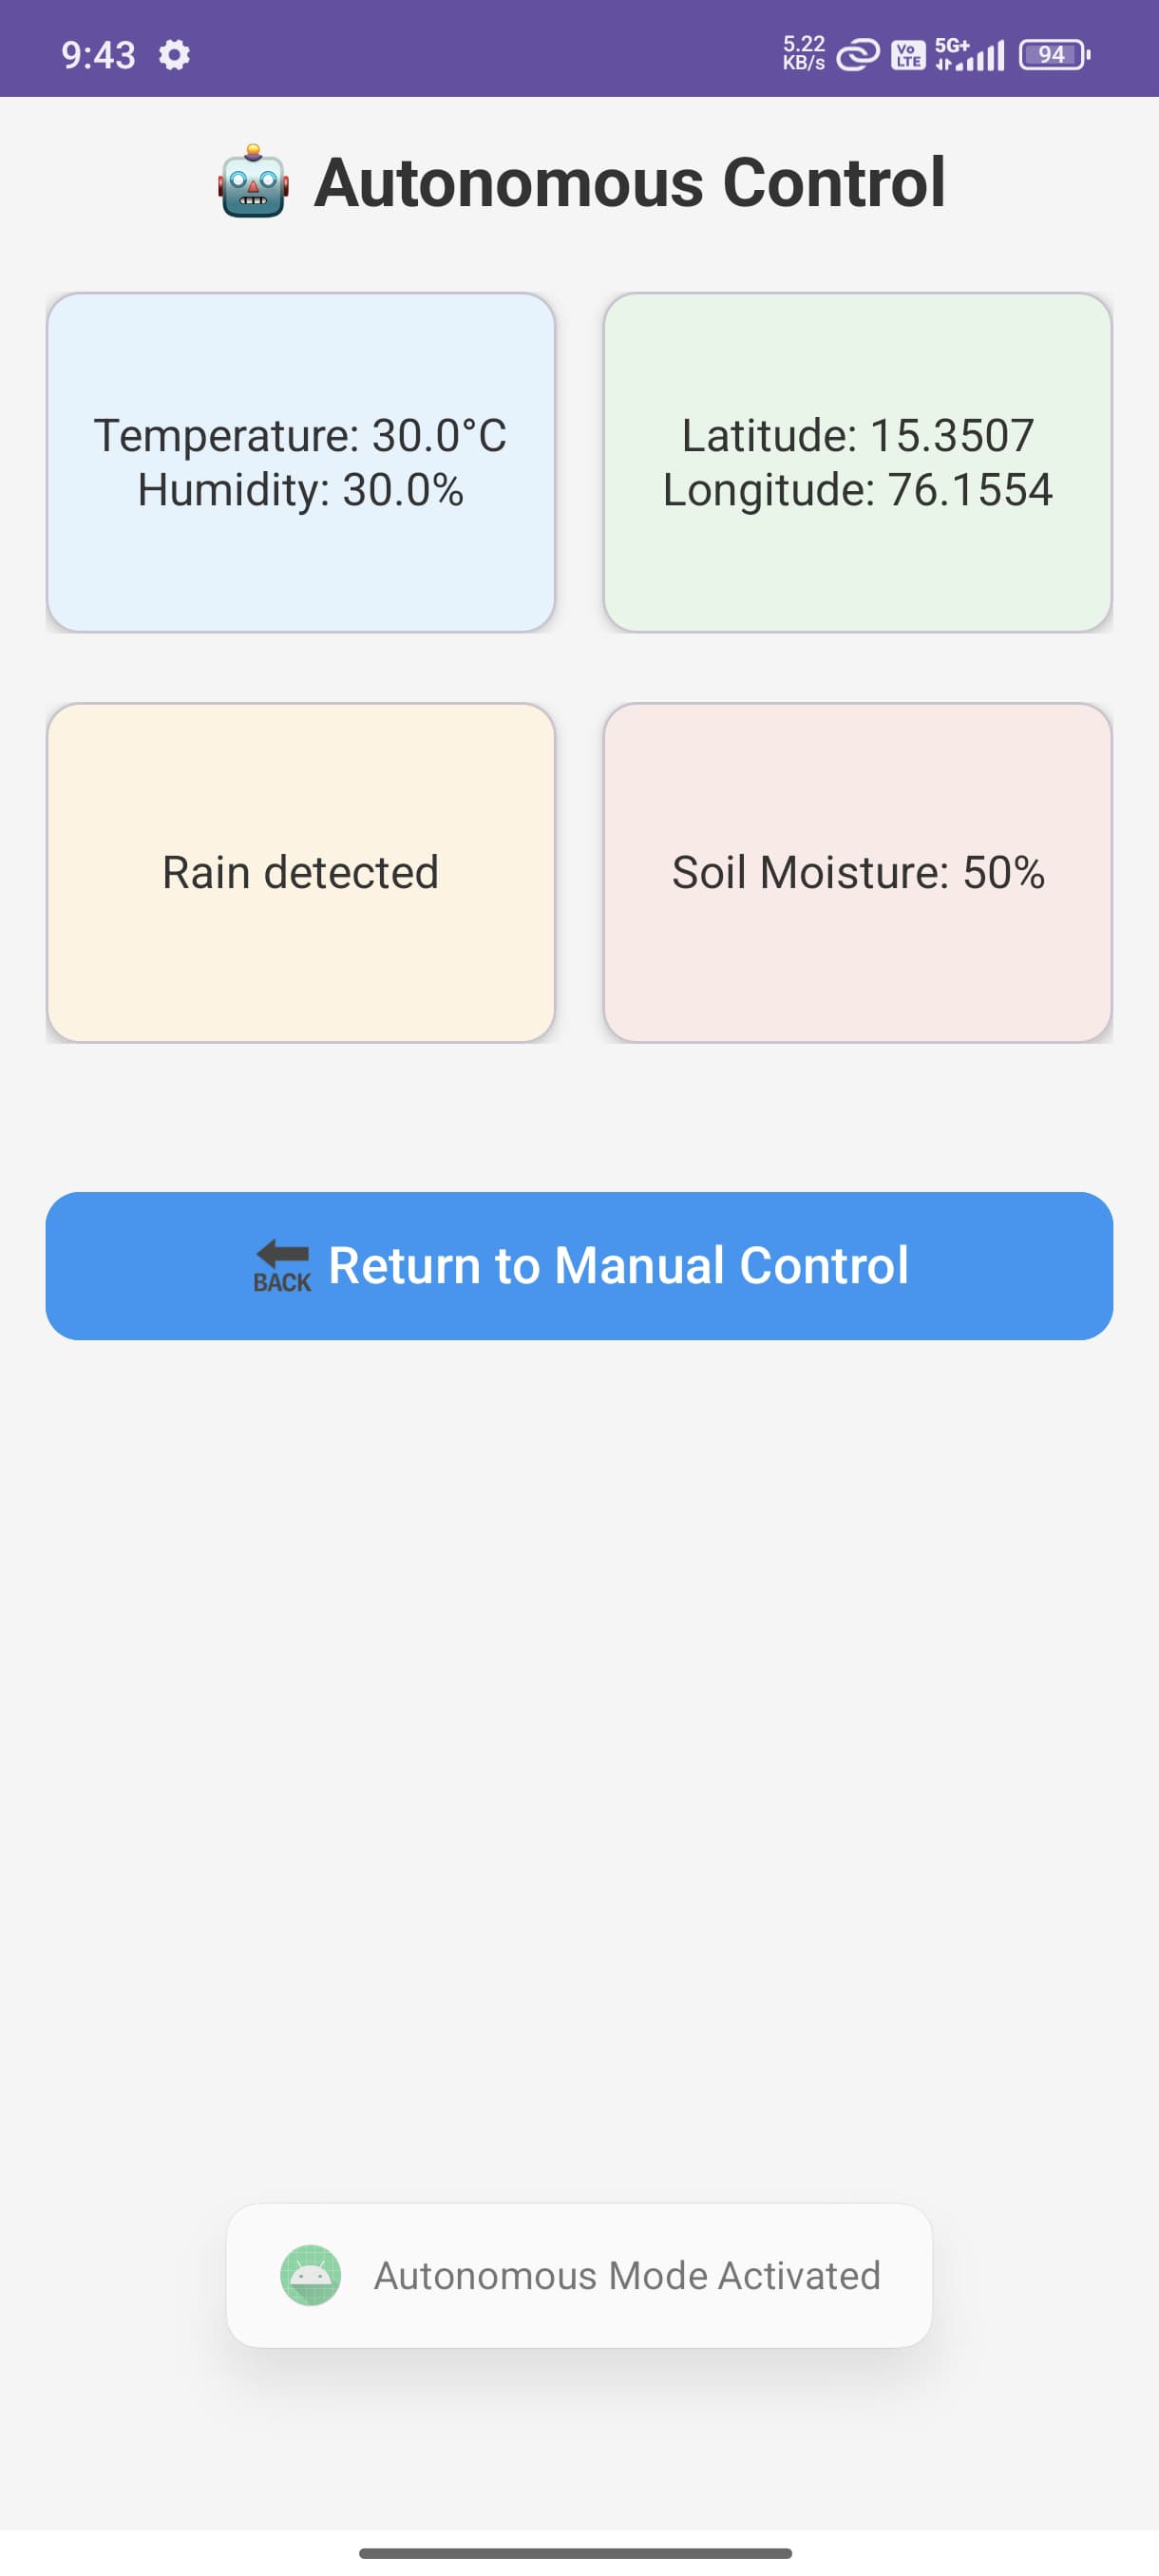 9:43
5.22
KB/s
Vo
LTE
5G+
94
Autonomous Control
Temperature: 30.0°C
Humidity: 30.0%
Latitude: 15.3507
Longitude: 76.1554
Rain detected
Soil Moisture: 50%
BACK Return to Manual Control
Autonomous Mode Activated